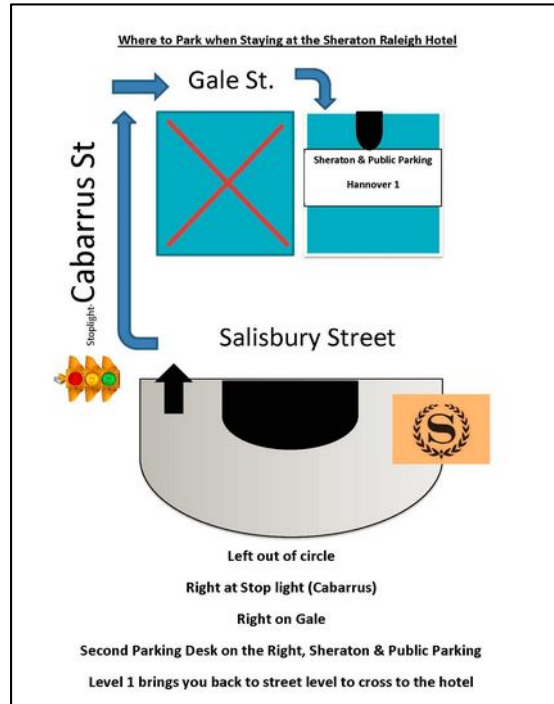 Where to Park when Staying at the Sheraton Raleigh Hotel
Gale St.
Sheraton & Public Parking
Hannover 1
Stoplight-Cabarrus St
Salisbury Street
S
Left out of circle
Right at Stop light (Cabarrus)
Right on Gale
Second Parking Desk on the Right, Sheraton & Public Parking
Level 1 brings you back to street level to cross to the hotel